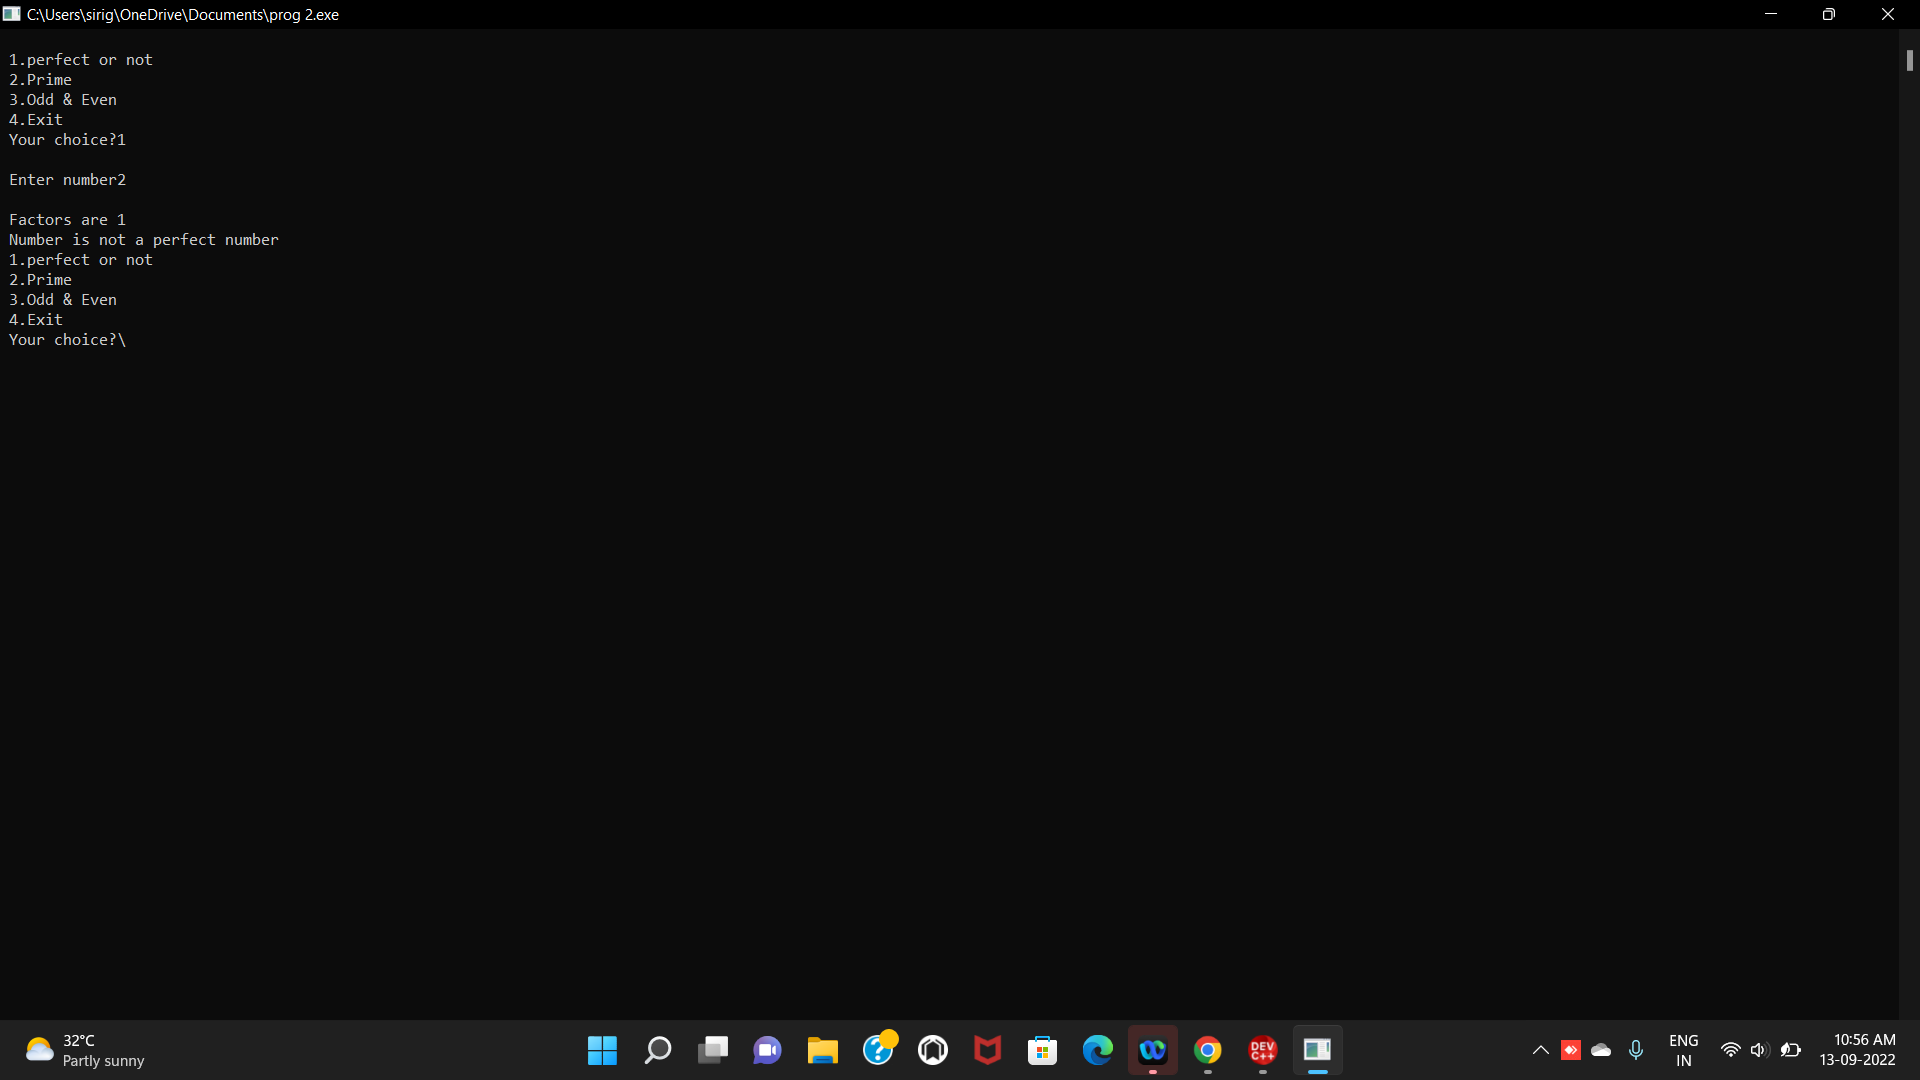 C:\Users\sirig\OneDrive\Documents\prog 2.exe
1.perfect or not
2.Prime
3.Odd & Even
4.Exit
Your choice?1
Enter number2
Factors are 1
Number is not a perfect number
1.perfect or not
2.Prime
3.Odd & Even
4.Exit
Your choice?\
32°C
Partly sunny
DEV
C++
ENG
IN
10:56 AM
13-09-2022